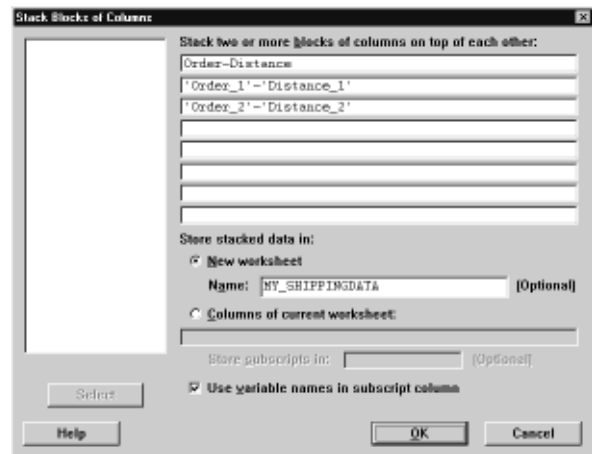 Stack Blocks of Columns
Stack two or more blocks of columns on top of each other:
Order-Distance
'Order_1'-'Distance_1'
'Order_2'-'Distance_2'
Store stacked data in:
New worksheet
Name: MY_SHIPPINGDATA (Optional)
Columns of current worksheet:
Store subscripts in: (Optional)
Use variable names in subscript column
Select
Help OK Cancel